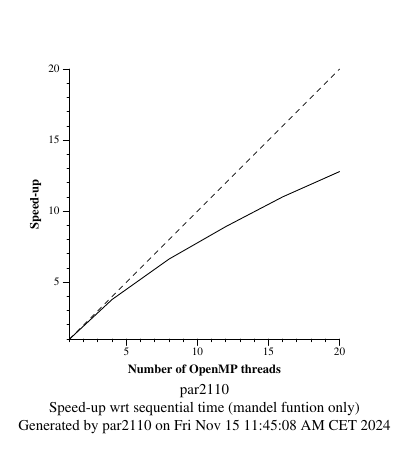 20
15
10
5
Speed-up
5
10
15
20
Number of OpenMP threads
par2110
Speed-up wrt sequential time (mandel funtion only)
Generated by par2110 on Fri Nov 15 11:45:08 AM CET 2024